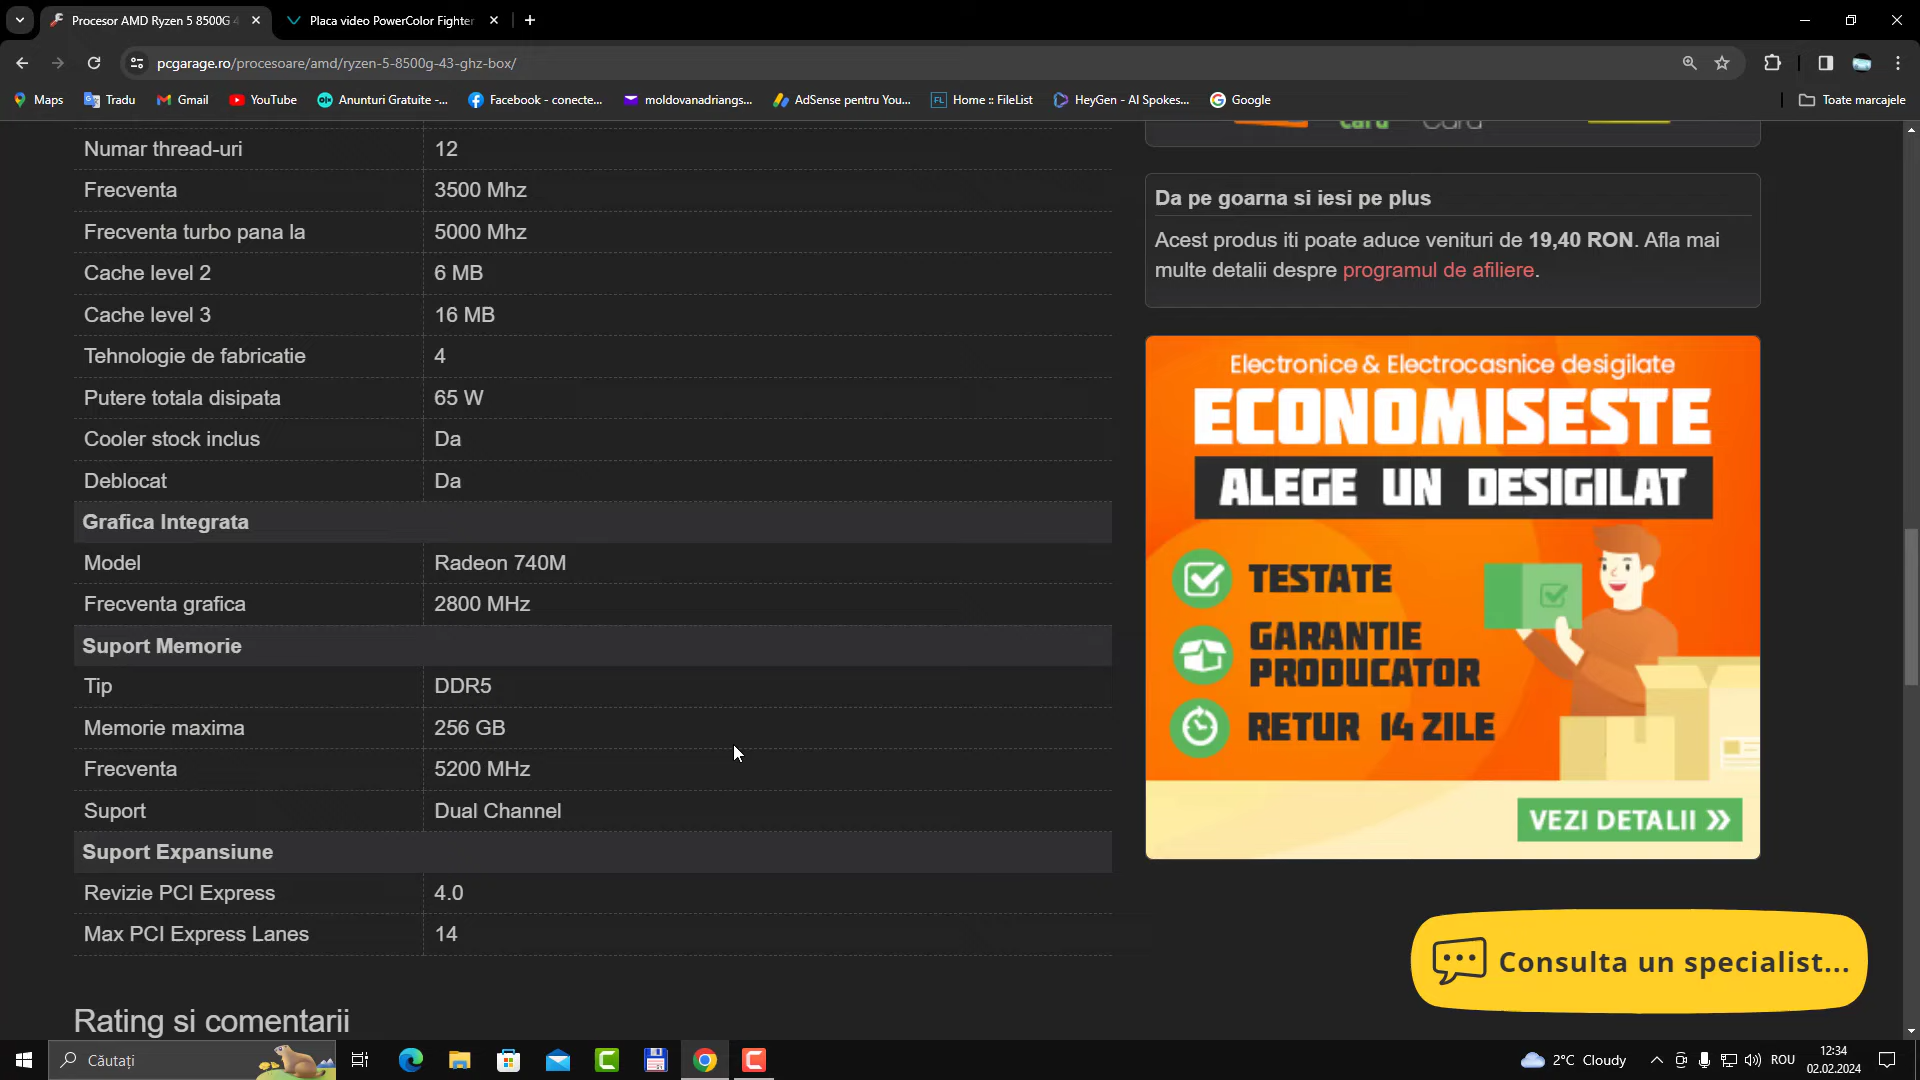 Procesor AMD Ryzen 5 8500G 4
Placa video PowerColor Fighter
pcgarage.ro/procesoare/amd/ryzen-5-8500g-43-ghz-box/
Maps
Tradu
Gmail
YouTube
Anunturi Gratuite -...
Facebook - conecte...
moldovanadriangs...
AdSense pentru You...
FL
Home :: FileList
HeyGen - AI Spokes...
Google
Toate marcajele
Numar thread-uri 12
Frecventa 3500 Mhz
Frecventa turbo pana la 5000 Mhz
Cache level 2 6 MB
Cache level 3 16 MB
Tehnologie de fabricatie 4
Putere totala disipata 65 W
Cooler stock inclus Da
Deblocat Da
Grafica Integrata
Model Radeon 740M
Frecventa grafica 2800 MHz
Suport Memorie
Tip DDR5
Memorie maxima 256 GB
Frecventa 5200 MHz
Suport Dual Channel
Suport Expansiune
Revizie PCI Express 4.0
Max PCI Express Lanes 14
Rating si comentarii
Da pe goarna si iesi pe plus
Acest produs iti poate aduce venituri de 19,40 RON. Afla mai
multe detalii despre programul de afiliere.
Electronice & Electrocasnice desigilate
ECONOMISESTE
ALEGE UN DESIGILAT
TESTATE
GARANTIE
PRODUCATOR
RETUR 14 ZILE
VEZI DETALII »
Consulta un specialist...
Căutați
2°C Cloudy
ROU
12:34
02.02.2024